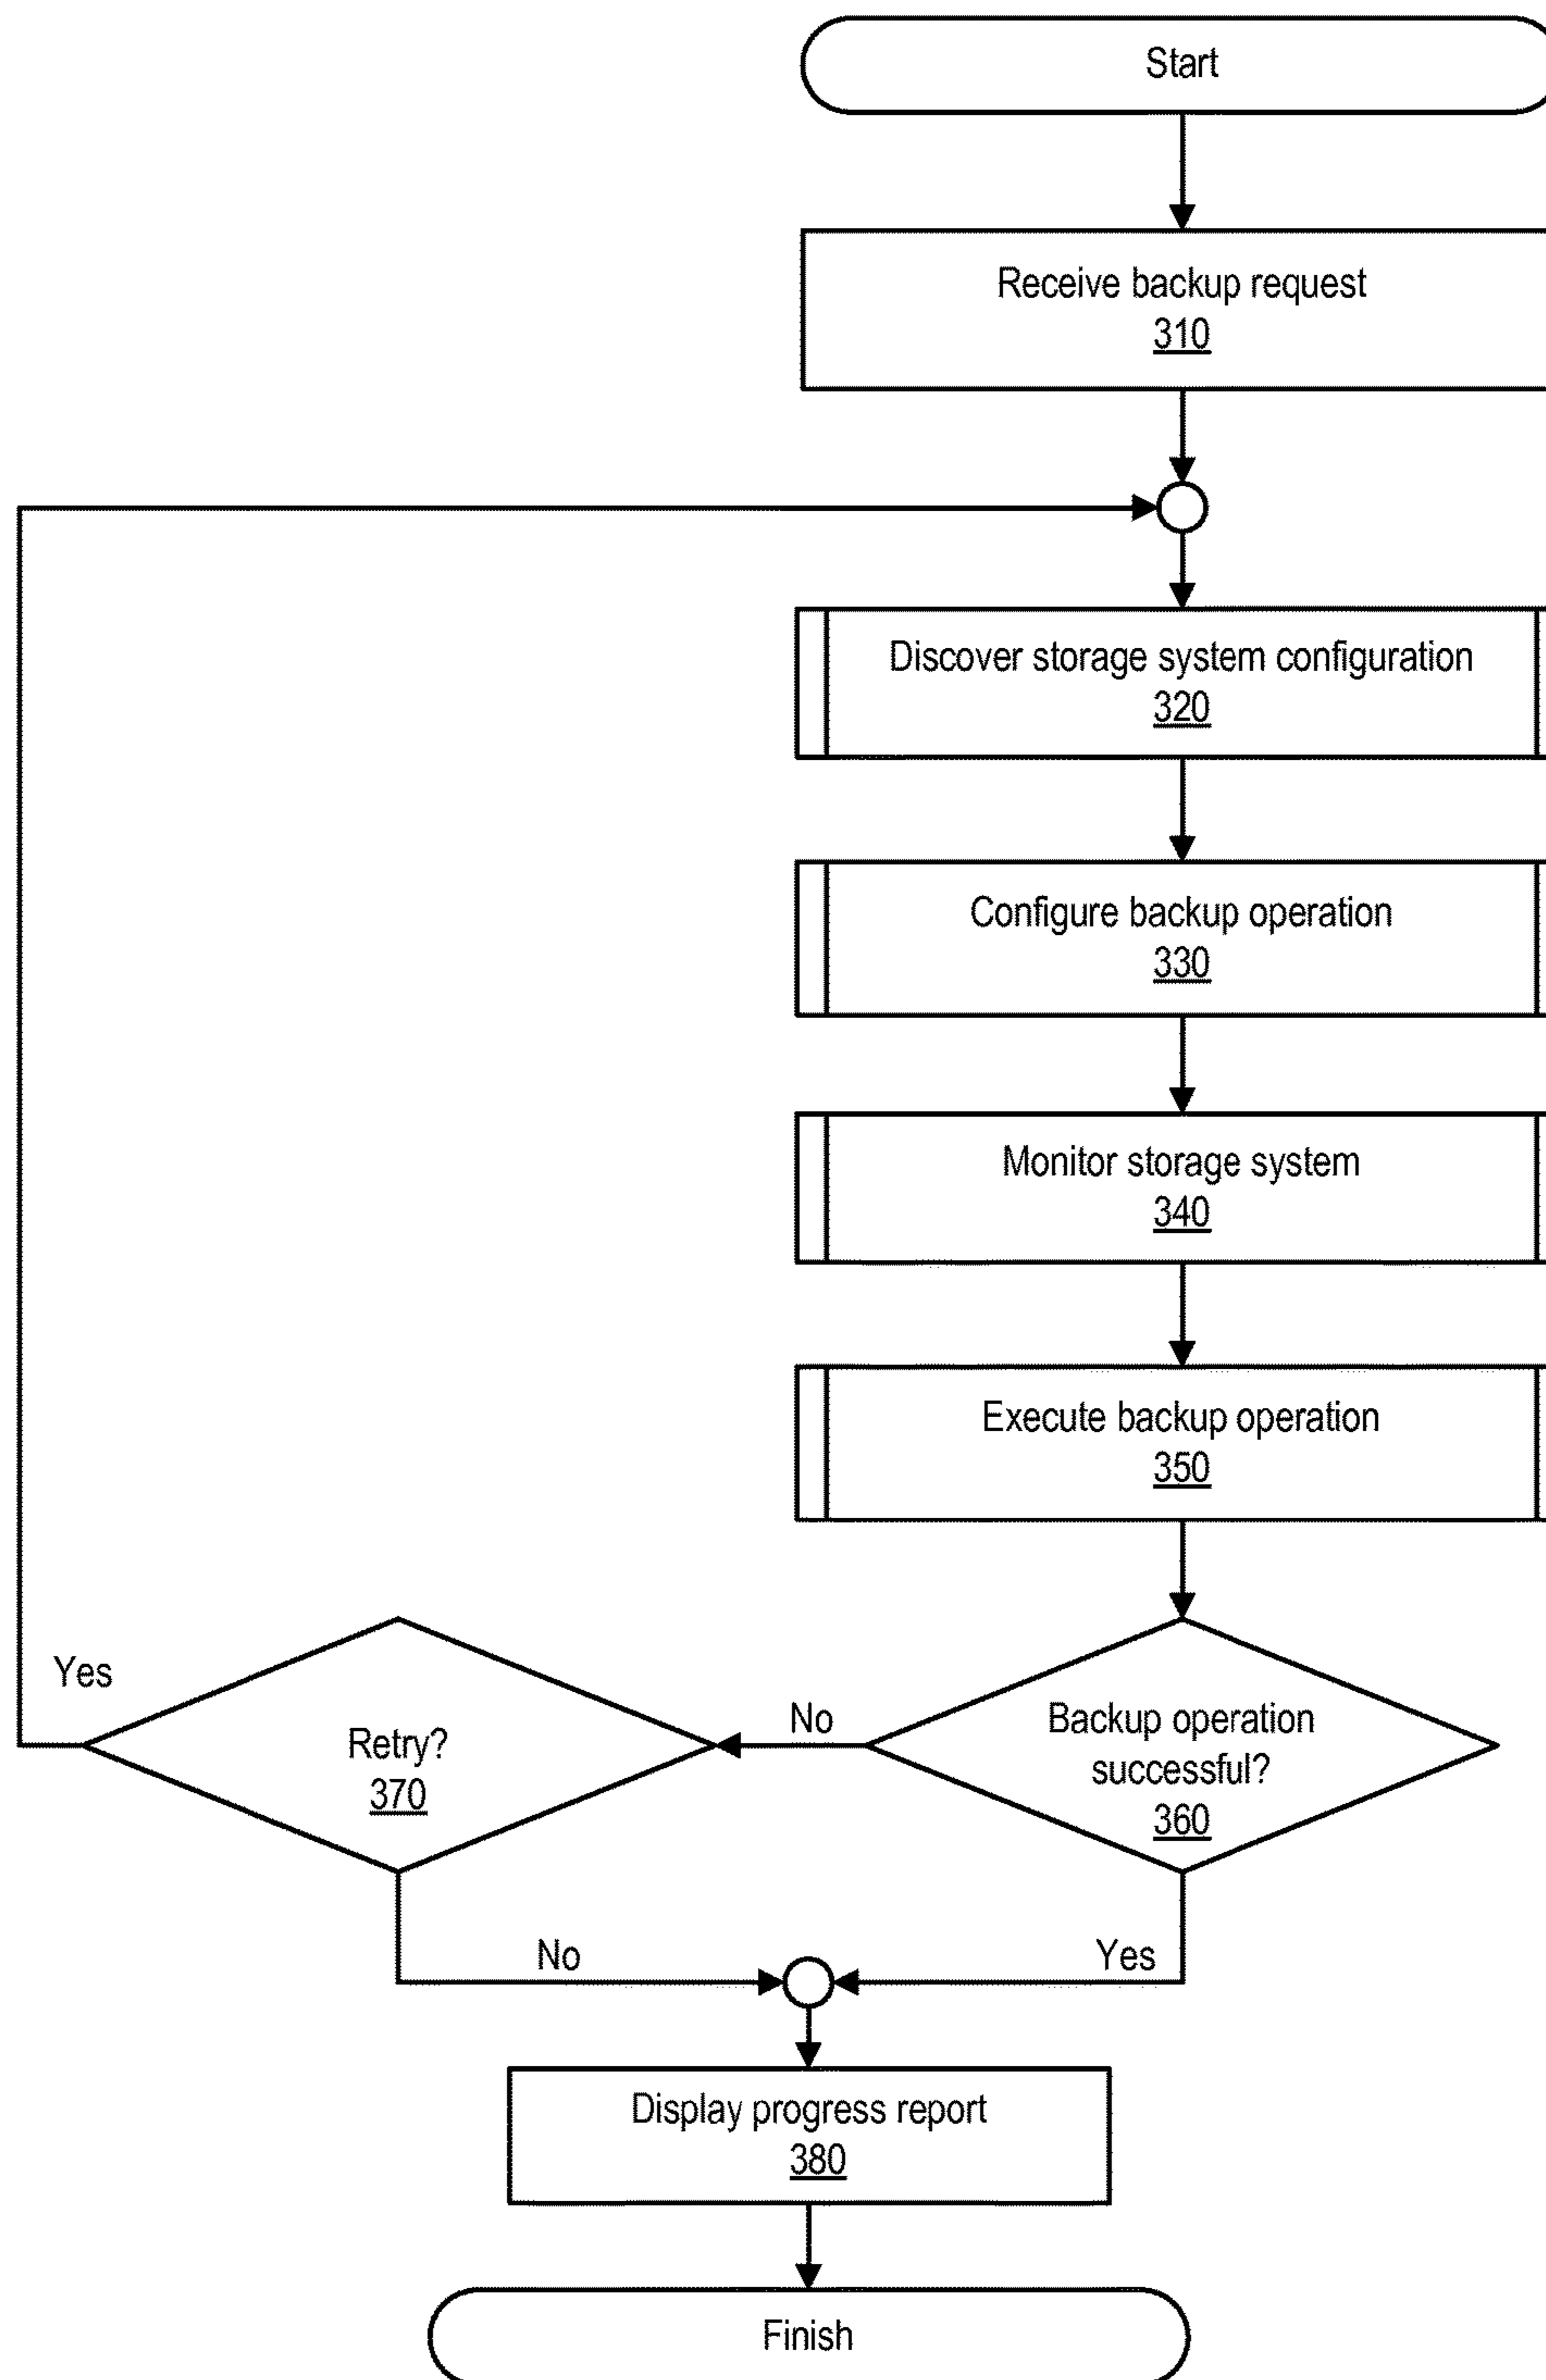 Start
Receive backup request
310
Discover storage system configuration
320
Configure backup operation
330
Monitor storage system
340
Execute backup operation
350
Yes
Retry?
370
No
Backup operation
successful?
360
No
Yes
Display progress report
380
Finish